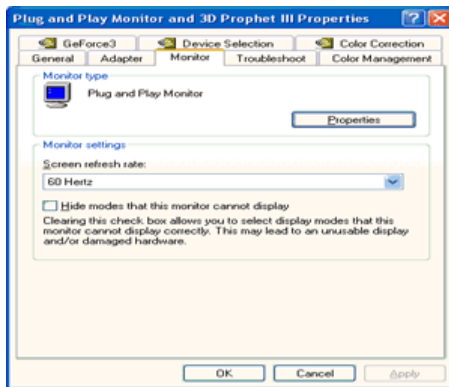 Plug and Play Monitor and 3D Prophet III Properties
GeForce3 Device Selection Color Correction
General Adapter Monitor Troubleshoot Color Management
Monitor type
Plug and Play Monitor
Properties
Monitor settings
Screen refresh rate:
60 Hertz
Hide modes that this monitor cannot display
Clearing this check box allows you to select display modes that this
monitor cannot display correctly. This may lead to an unusable display
and/or damaged hardware.
OK Cancel Apply